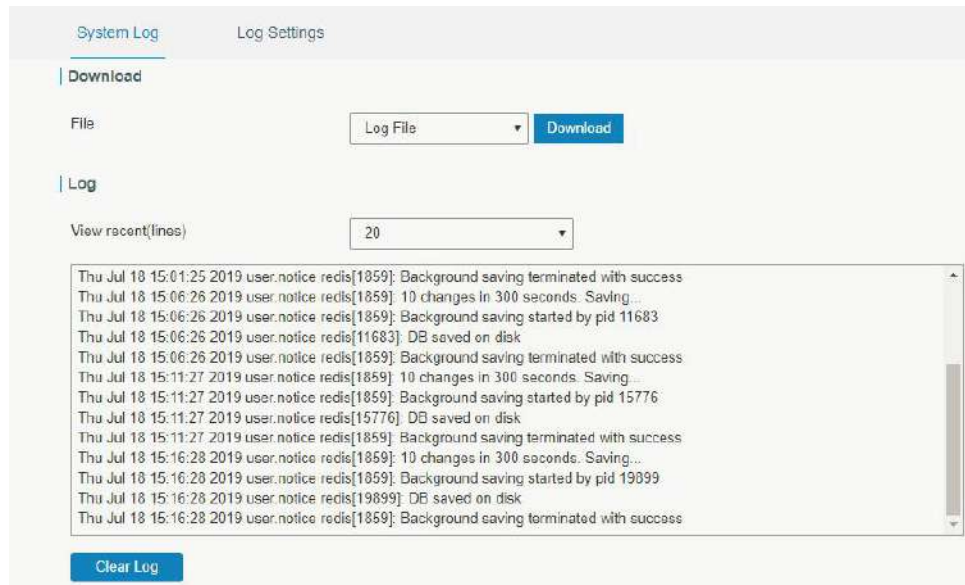 System Log Log Settings
Download
File Log File Download
Log
View recent(lines) 20
Thu Jul 18 15:01:25 2019 user.notice redis[1859]: Background saving terminated with success
Thu Jul 18 15:06:26 2019 user.notice redis[1859]: 10 changes in 300 seconds. Saving...
Thu Jul 18 15:06:26 2019 user.notice redis[1859]: Background saving started by pid 11683
Thu Jul 18 15:06:26 2019 user.notice redis[11683]: DB saved on disk
Thu Jul 18 15:06:26 2019 user.notice redis[1859]: Background saving terminated with success
Thu Jul 18 15:11:27 2019 user.notice redis[1859]: 10 changes in 300 seconds. Saving...
Thu Jul 18 15:11:27 2019 user.notice redis[1859]: Background saving started by pid 15776
Thu Jul 18 15:11:27 2019 user.notice redis[15776]: DB saved on disk
Thu Jul 18 15:11:27 2019 user.notice redis[1859]: Background saving terminated with success
Thu Jul 18 15:16:28 2019 user.notice redis[1859]: 10 changes in 300 seconds. Saving...
Thu Jul 18 15:16:28 2019 user.notice redis[1859]: Background saving started by pid 19899
Thu Jul 18 15:16:28 2019 user.notice redis[19899]: DB saved on disk
Thu Jul 18 15:16:28 2019 user.notice redis[1859]: Background saving terminated with success
Clear Log